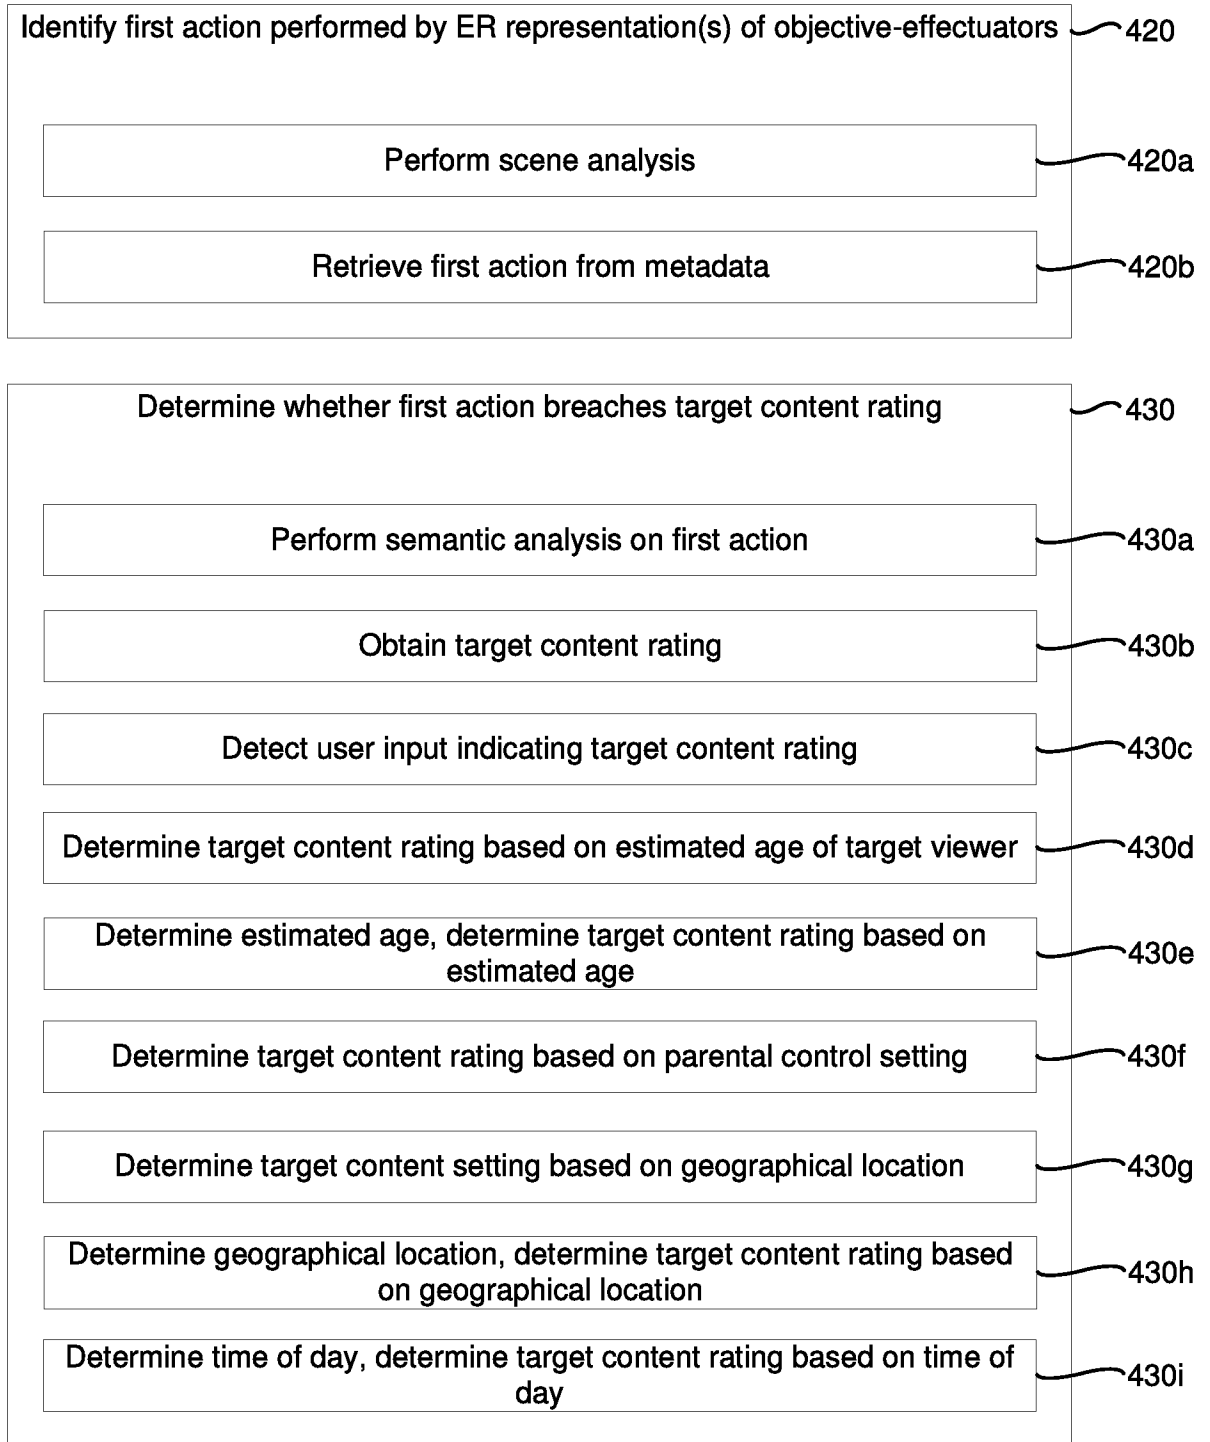 Identify first action performed by ER representation(s) of objective-effectuators
420
Perform scene analysis
420a
Retrieve first action from metadata
420b
Determine whether first action breaches target content rating
430
Perform semantic analysis on first action
430a
Obtain target content rating
430b
Detect user input indicating target content rating
430c
Determine target content rating based on estimated age of target viewer
430d
Determine estimated age, determine target content rating based on
estimated age
430e
Determine target content rating based on parental control setting
430f
Determine target content setting based on geographical location
430g
Determine geographical location, determine target content rating based
on geographical location
430h
Determine time of day, determine target content rating based on time of
day
430i